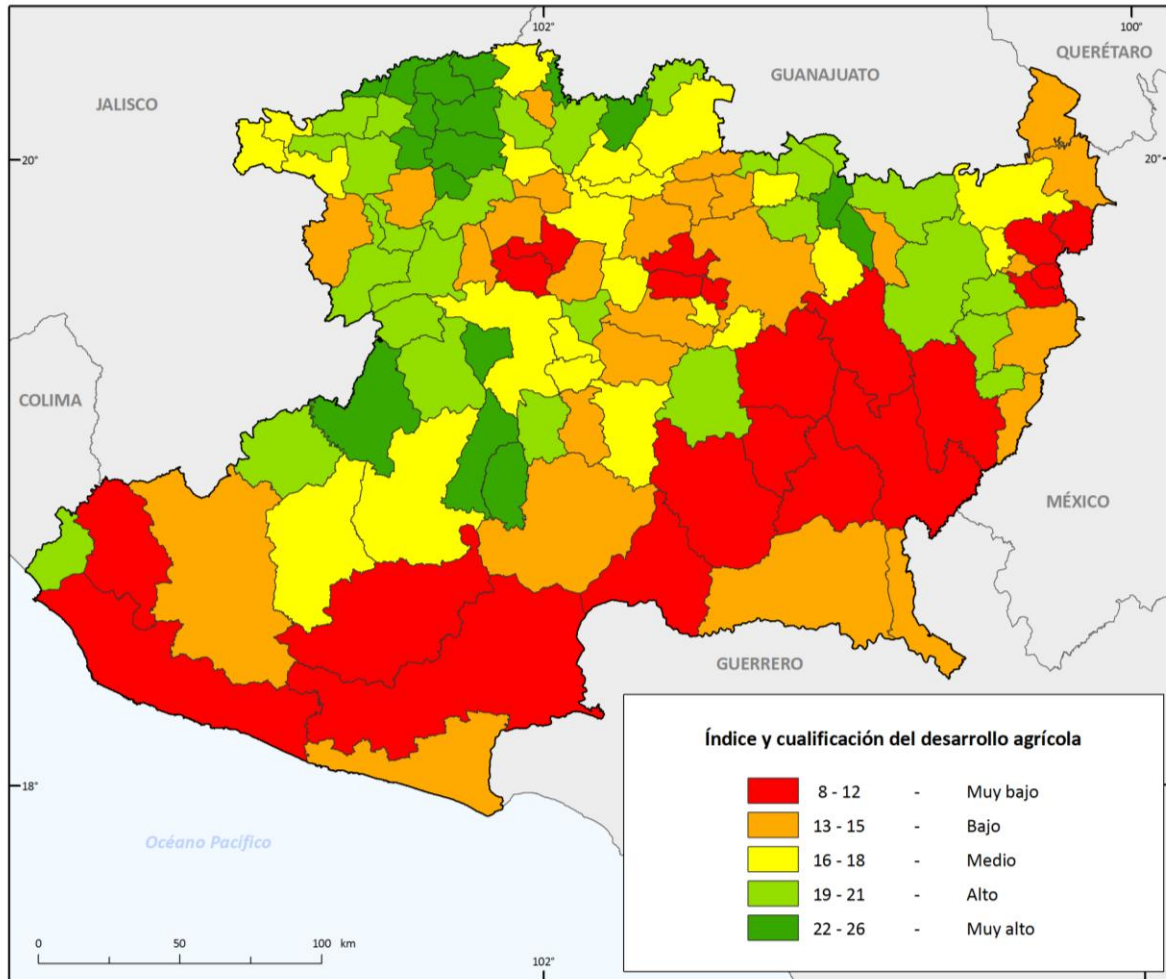 102°
100°
QUERÉTARO
GUANAJUATO
JALISCO
20°
20°
COLIMA
MÉXICO
GUERRERO
Índice y cualificación del desarrollo agrícola
8 - 12 - Muy bajo
13 - 15 - Bajo
16 - 18 - Medio
19 - 21 - Alto
22 - 26 - Muy alto
18°
Océano Pacífico
0 50 100 km
102°